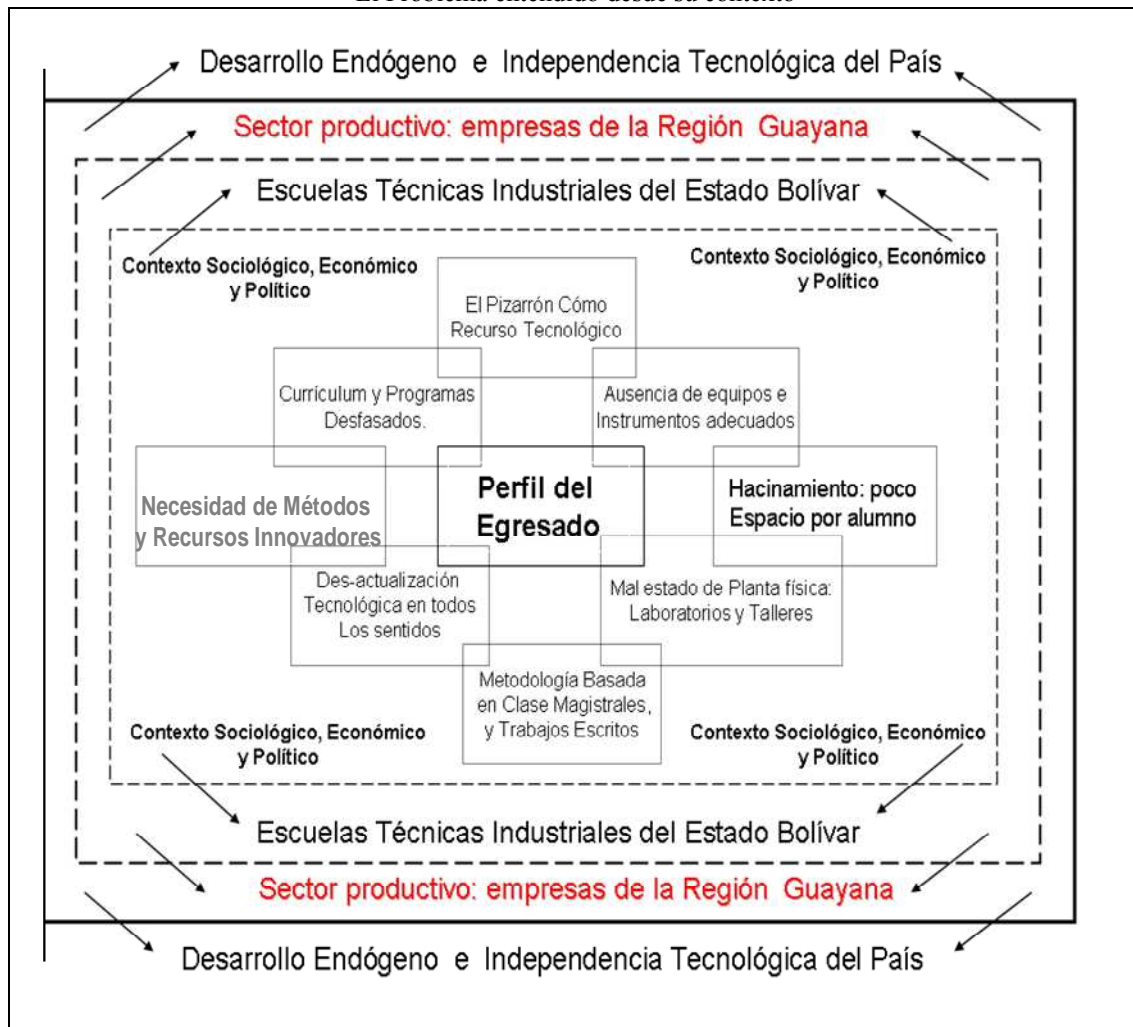 El Problema entendido desde su contexto
Desarrollo Endógeno e Independencia Tecnológica del País
Sector productivo: empresas de la Región Guayana
Escuelas Técnicas Industriales del Estado Bolívar
Contexto Sociológico, Económico
y Político
Contexto Sociológico, Económico
y Político
El Pizarrón Cómo
Recurso Tecnológico
Currículum y Programas
Desfasados.
Ausencia de equipos e
Instrumentos adecuados
Necesidad de Métodos
y Recursos Innovadores
Perfil del
Egresado
Hacinamiento: poco
Espacio por alumno
Des-actualización
Tecnológica en todos
Los sentidos
Mal estado de Planta física:
Laboratorios y Talleres
Metodología Basada
en Clase Magistrales,
y Trabajos Escritos
Contexto Sociológico, Económico
y Político
Contexto Sociológico, Económico
y Político
Escuelas Técnicas Industriales del Estado Bolívar
Sector productivo: empresas de la Región Guayana
Desarrollo Endógeno e Independencia Tecnológica del País